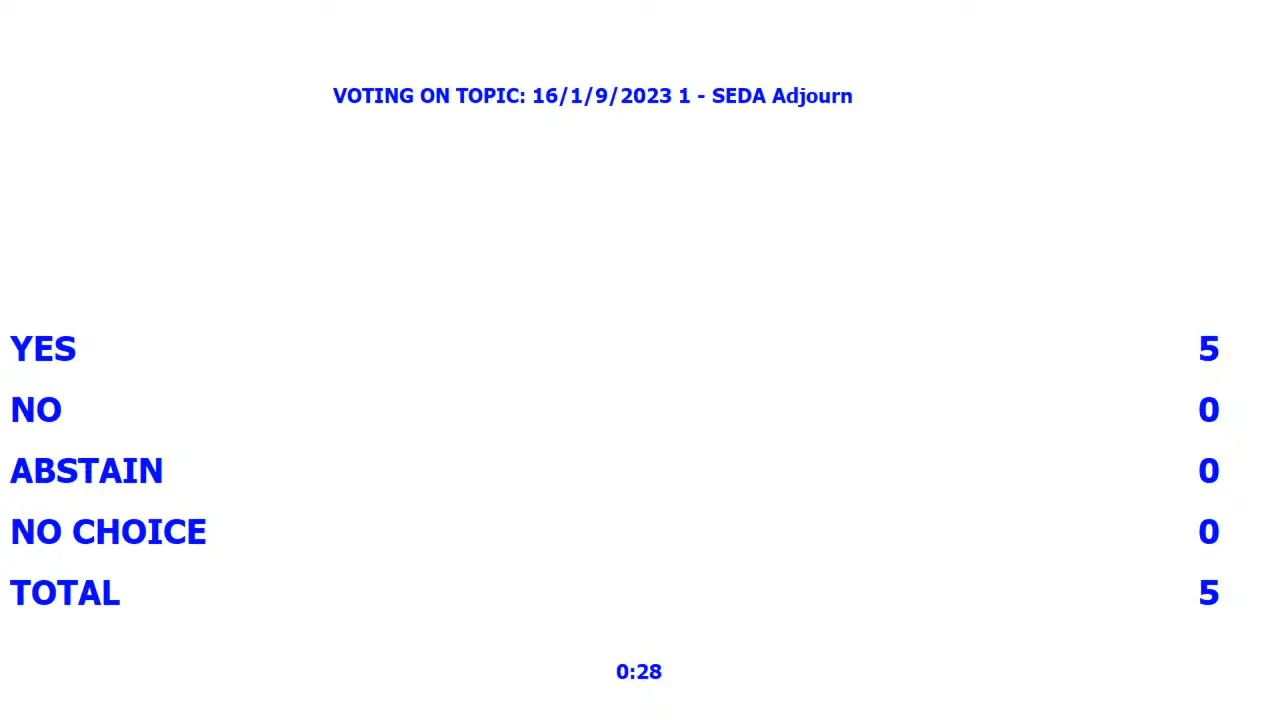 VOTING ON TOPIC: 16/1/9/2023 1 - SEDA Adjourn
YES 5
NO 0
ABSTAIN 0
NO CHOICE 0
TOTAL 5
0:28